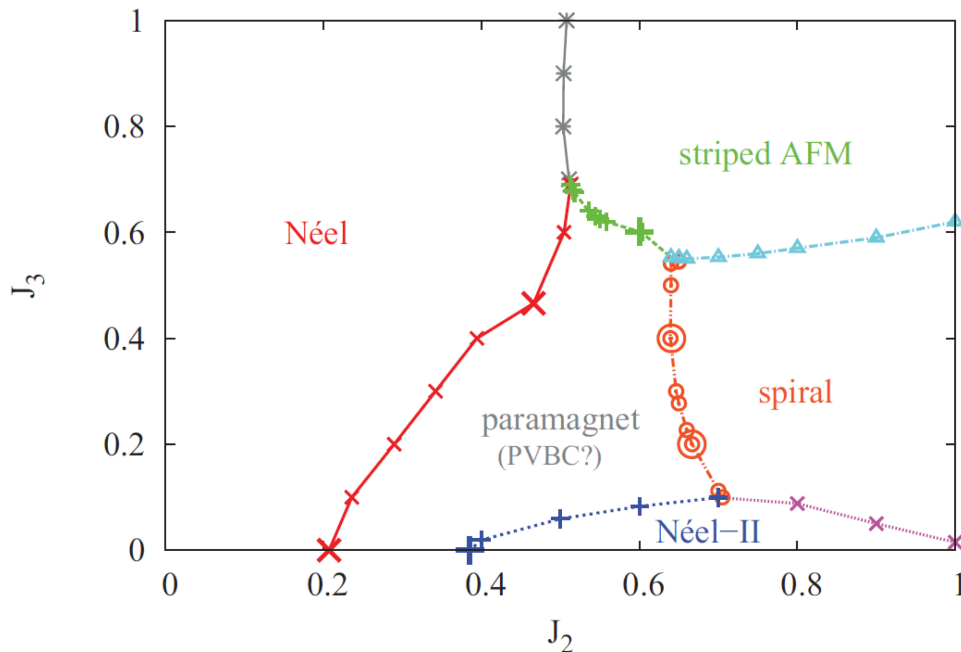 1
0.8
0.6
0.4
0.2
0
J3
striped AFM
Néel
spiral
paramagnet
(PVBC?)
Néel−II
0
0.2
0.4
0.6
0.8
1
J2